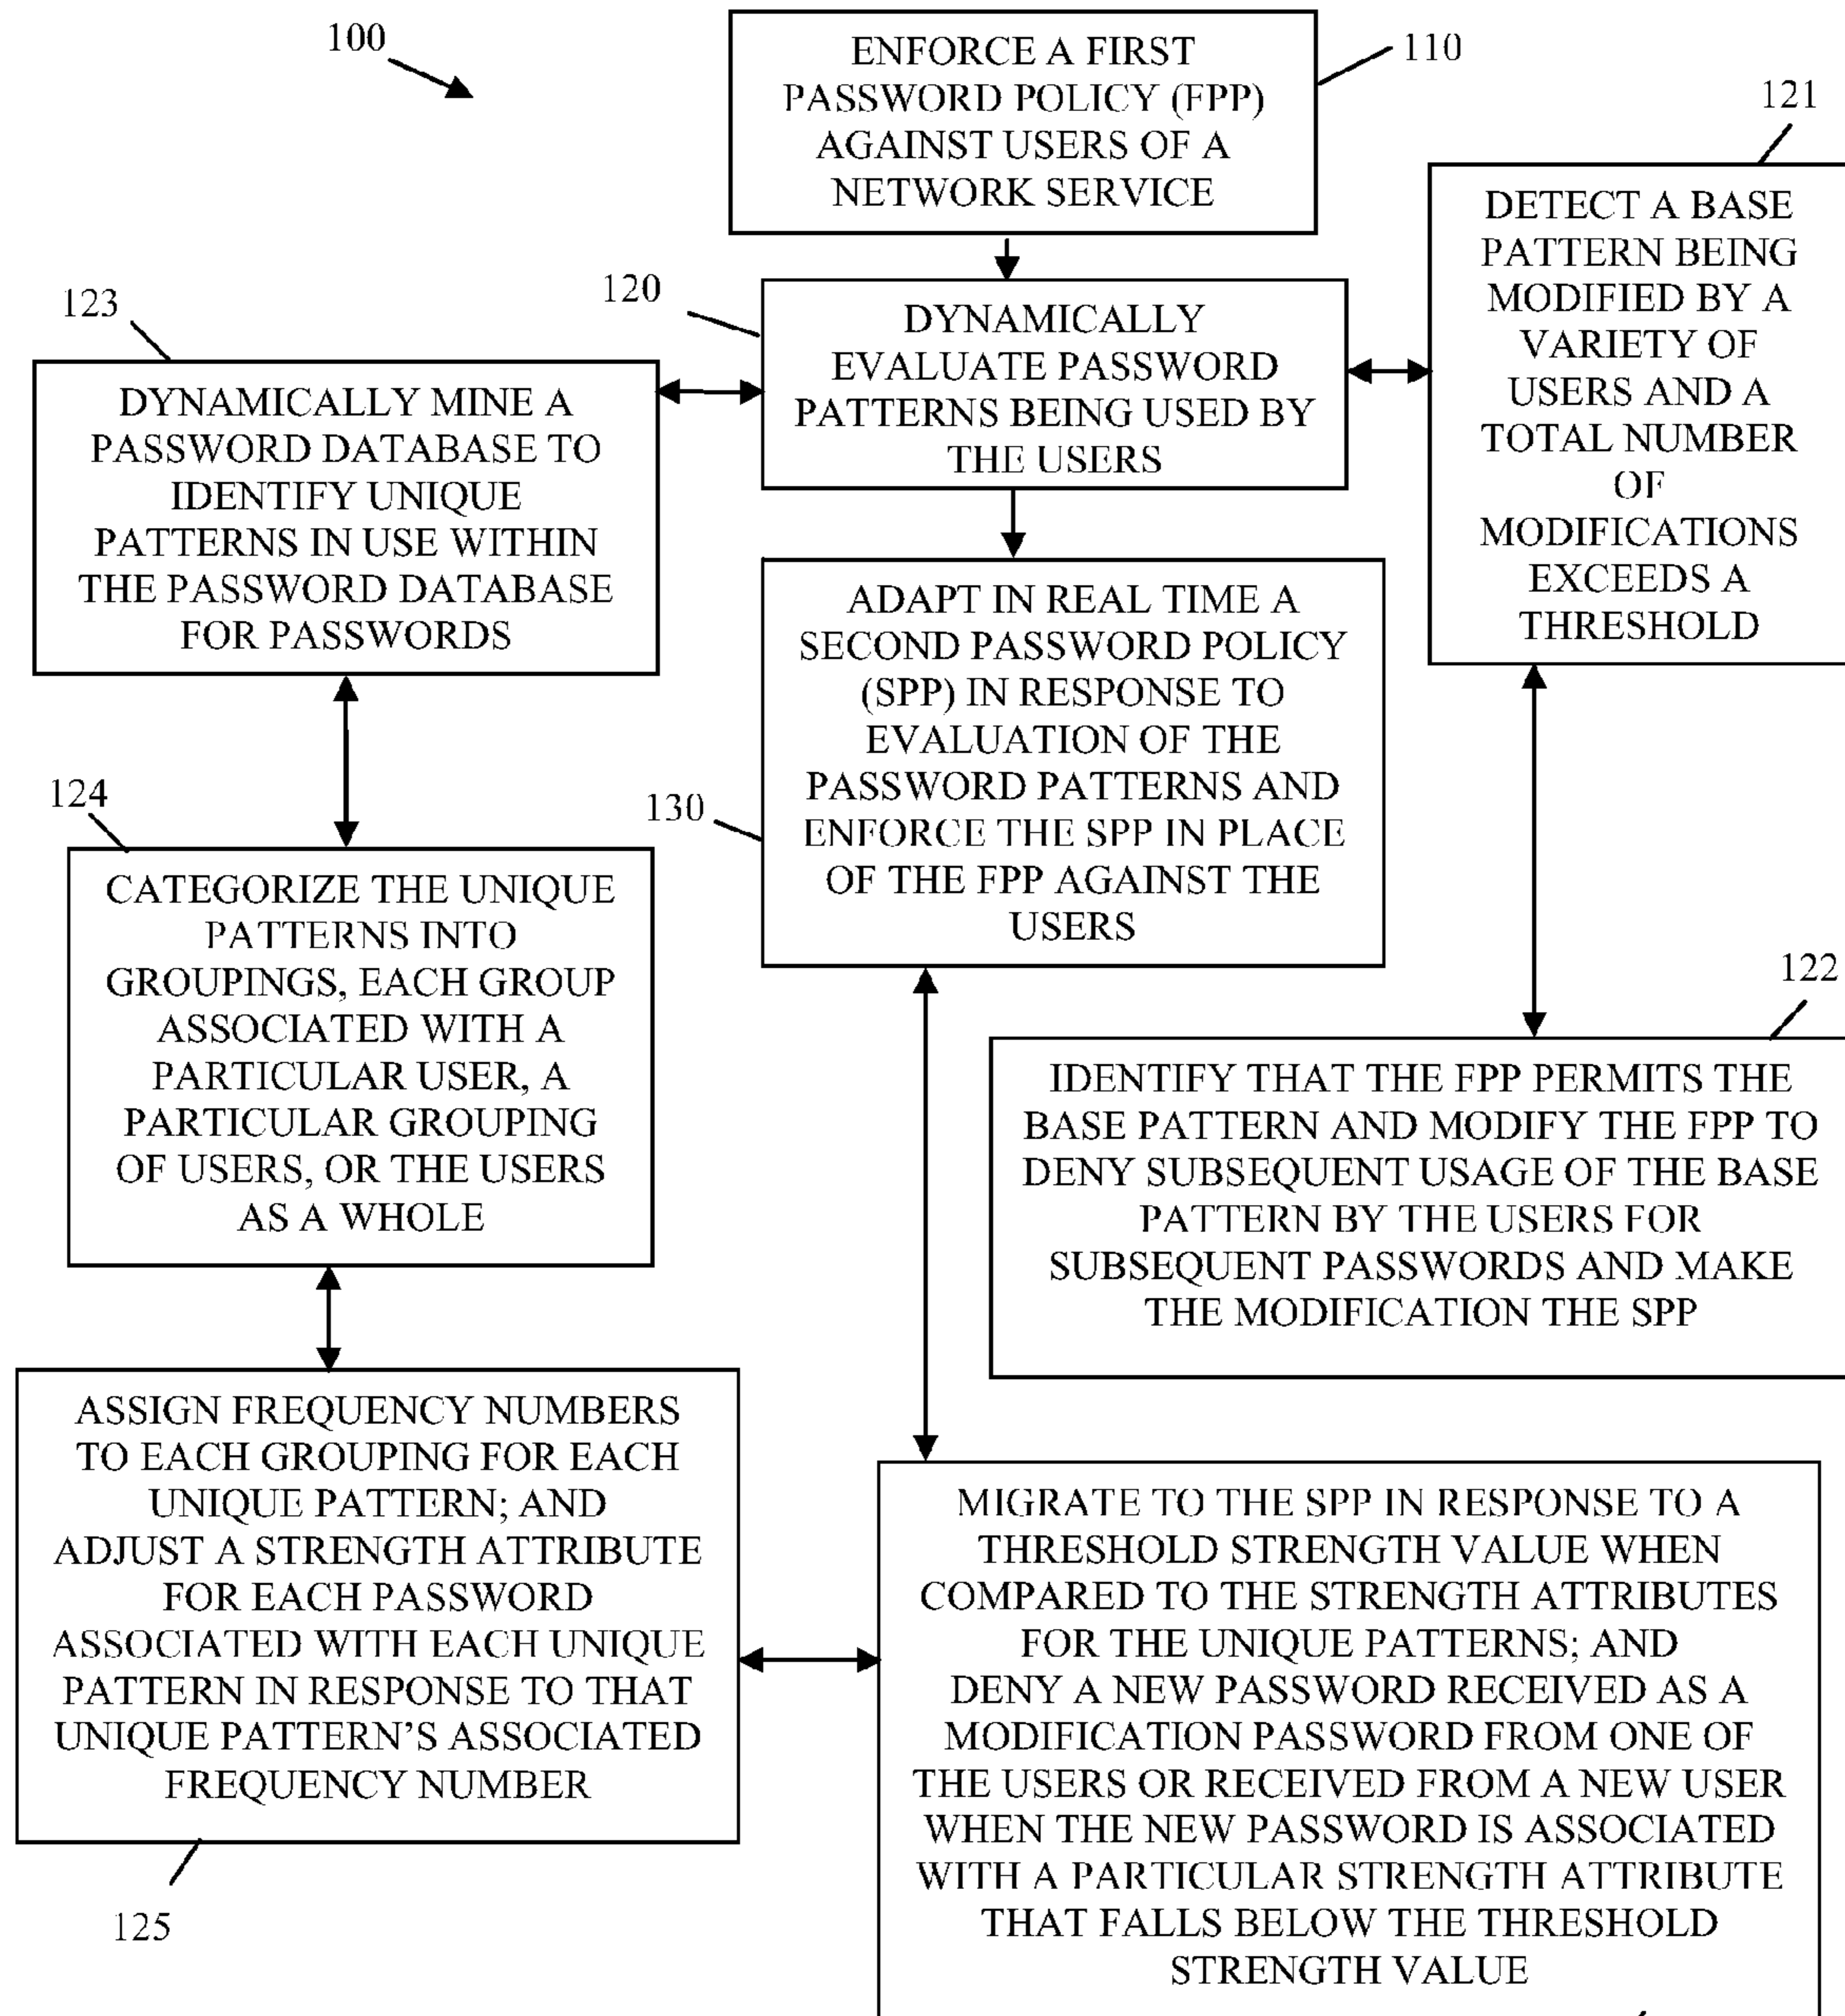 100
ENFORCE A FIRST
PASSWORD POLICY (FPP)
AGAINST USERS OF A
NETWORK SERVICE
110
121
DETECT A BASE
PATTERN BEING
MODIFIED BY A
VARIETY OF
USERS AND A
TOTAL NUMBER
OF
MODIFICATIONS
EXCEEDS A
THRESHOLD
120
DYNAMICALLY
EVALUATE PASSWORD
PATTERNS BEING USED BY
THE USERS
123
DYNAMICALLY MINE A
PASSWORD DATABASE TO
IDENTIFY UNIQUE
PATTERNS IN USE WITHIN
THE PASSWORD DATABASE
FOR PASSWORDS
ADAPT IN REAL TIME A
SECOND PASSWORD POLICY
(SPP) IN RESPONSE TO
EVALUATION OF THE
PASSWORD PATTERNS AND
ENFORCE THE SPP IN PLACE
OF THE FPP AGAINST THE
USERS
130
124
CATEGORIZE THE UNIQUE
PATTERNS INTO
GROUPINGS, EACH GROUP
ASSOCIATED WITH A
PARTICULAR USER, A
PARTICULAR GROUPING
OF USERS, OR THE USERS
AS A WHOLE
122
IDENTIFY THAT THE FPP PERMITS THE
BASE PATTERN AND MODIFY THE FPP TO
DENY SUBSEQUENT USAGE OF THE BASE
PATTERN BY THE USERS FOR
SUBSEQUENT PASSWORDS AND MAKE
THE MODIFICATION THE SPP
ASSIGN FREQUENCY NUMBERS
TO EACH GROUPING FOR EACH
UNIQUE PATTERN; AND
ADJUST A STRENGTH ATTRIBUTE
FOR EACH PASSWORD
ASSOCIATED WITH EACH UNIQUE
PATTERN IN RESPONSE TO THAT
UNIQUE PATTERN'S ASSOCIATED
FREQUENCY NUMBER
125
MIGRATE TO THE SPP IN RESPONSE TO A
THRESHOLD STRENGTH VALUE WHEN
COMPARED TO THE STRENGTH ATTRIBUTES
FOR THE UNIQUE PATTERNS; AND
DENY A NEW PASSWORD RECEIVED AS A
MODIFICATION PASSWORD FROM ONE OF
THE USERS OR RECEIVED FROM A NEW USER
WHEN THE NEW PASSWORD IS ASSOCIATED
WITH A PARTICULAR STRENGTH ATTRIBUTE
THAT FALLS BELOW THE THRESHOLD
STRENGTH VALUE